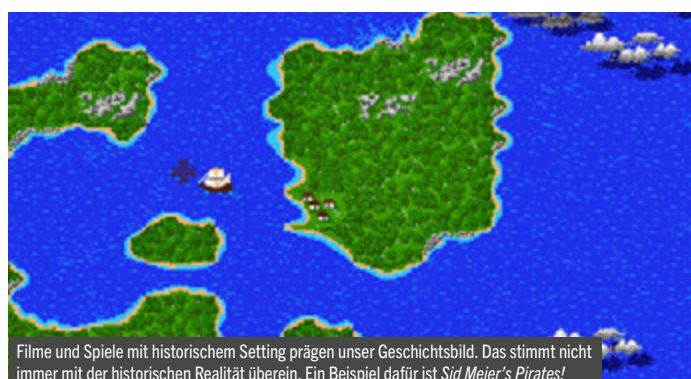 Filme und Spiele mit historischem Setting prägen unser Geschichtsbild. Das stimmt nicht
immer mit der historischen Realität überein. Ein Beispiel dafür ist Sid Meier's Pirates!